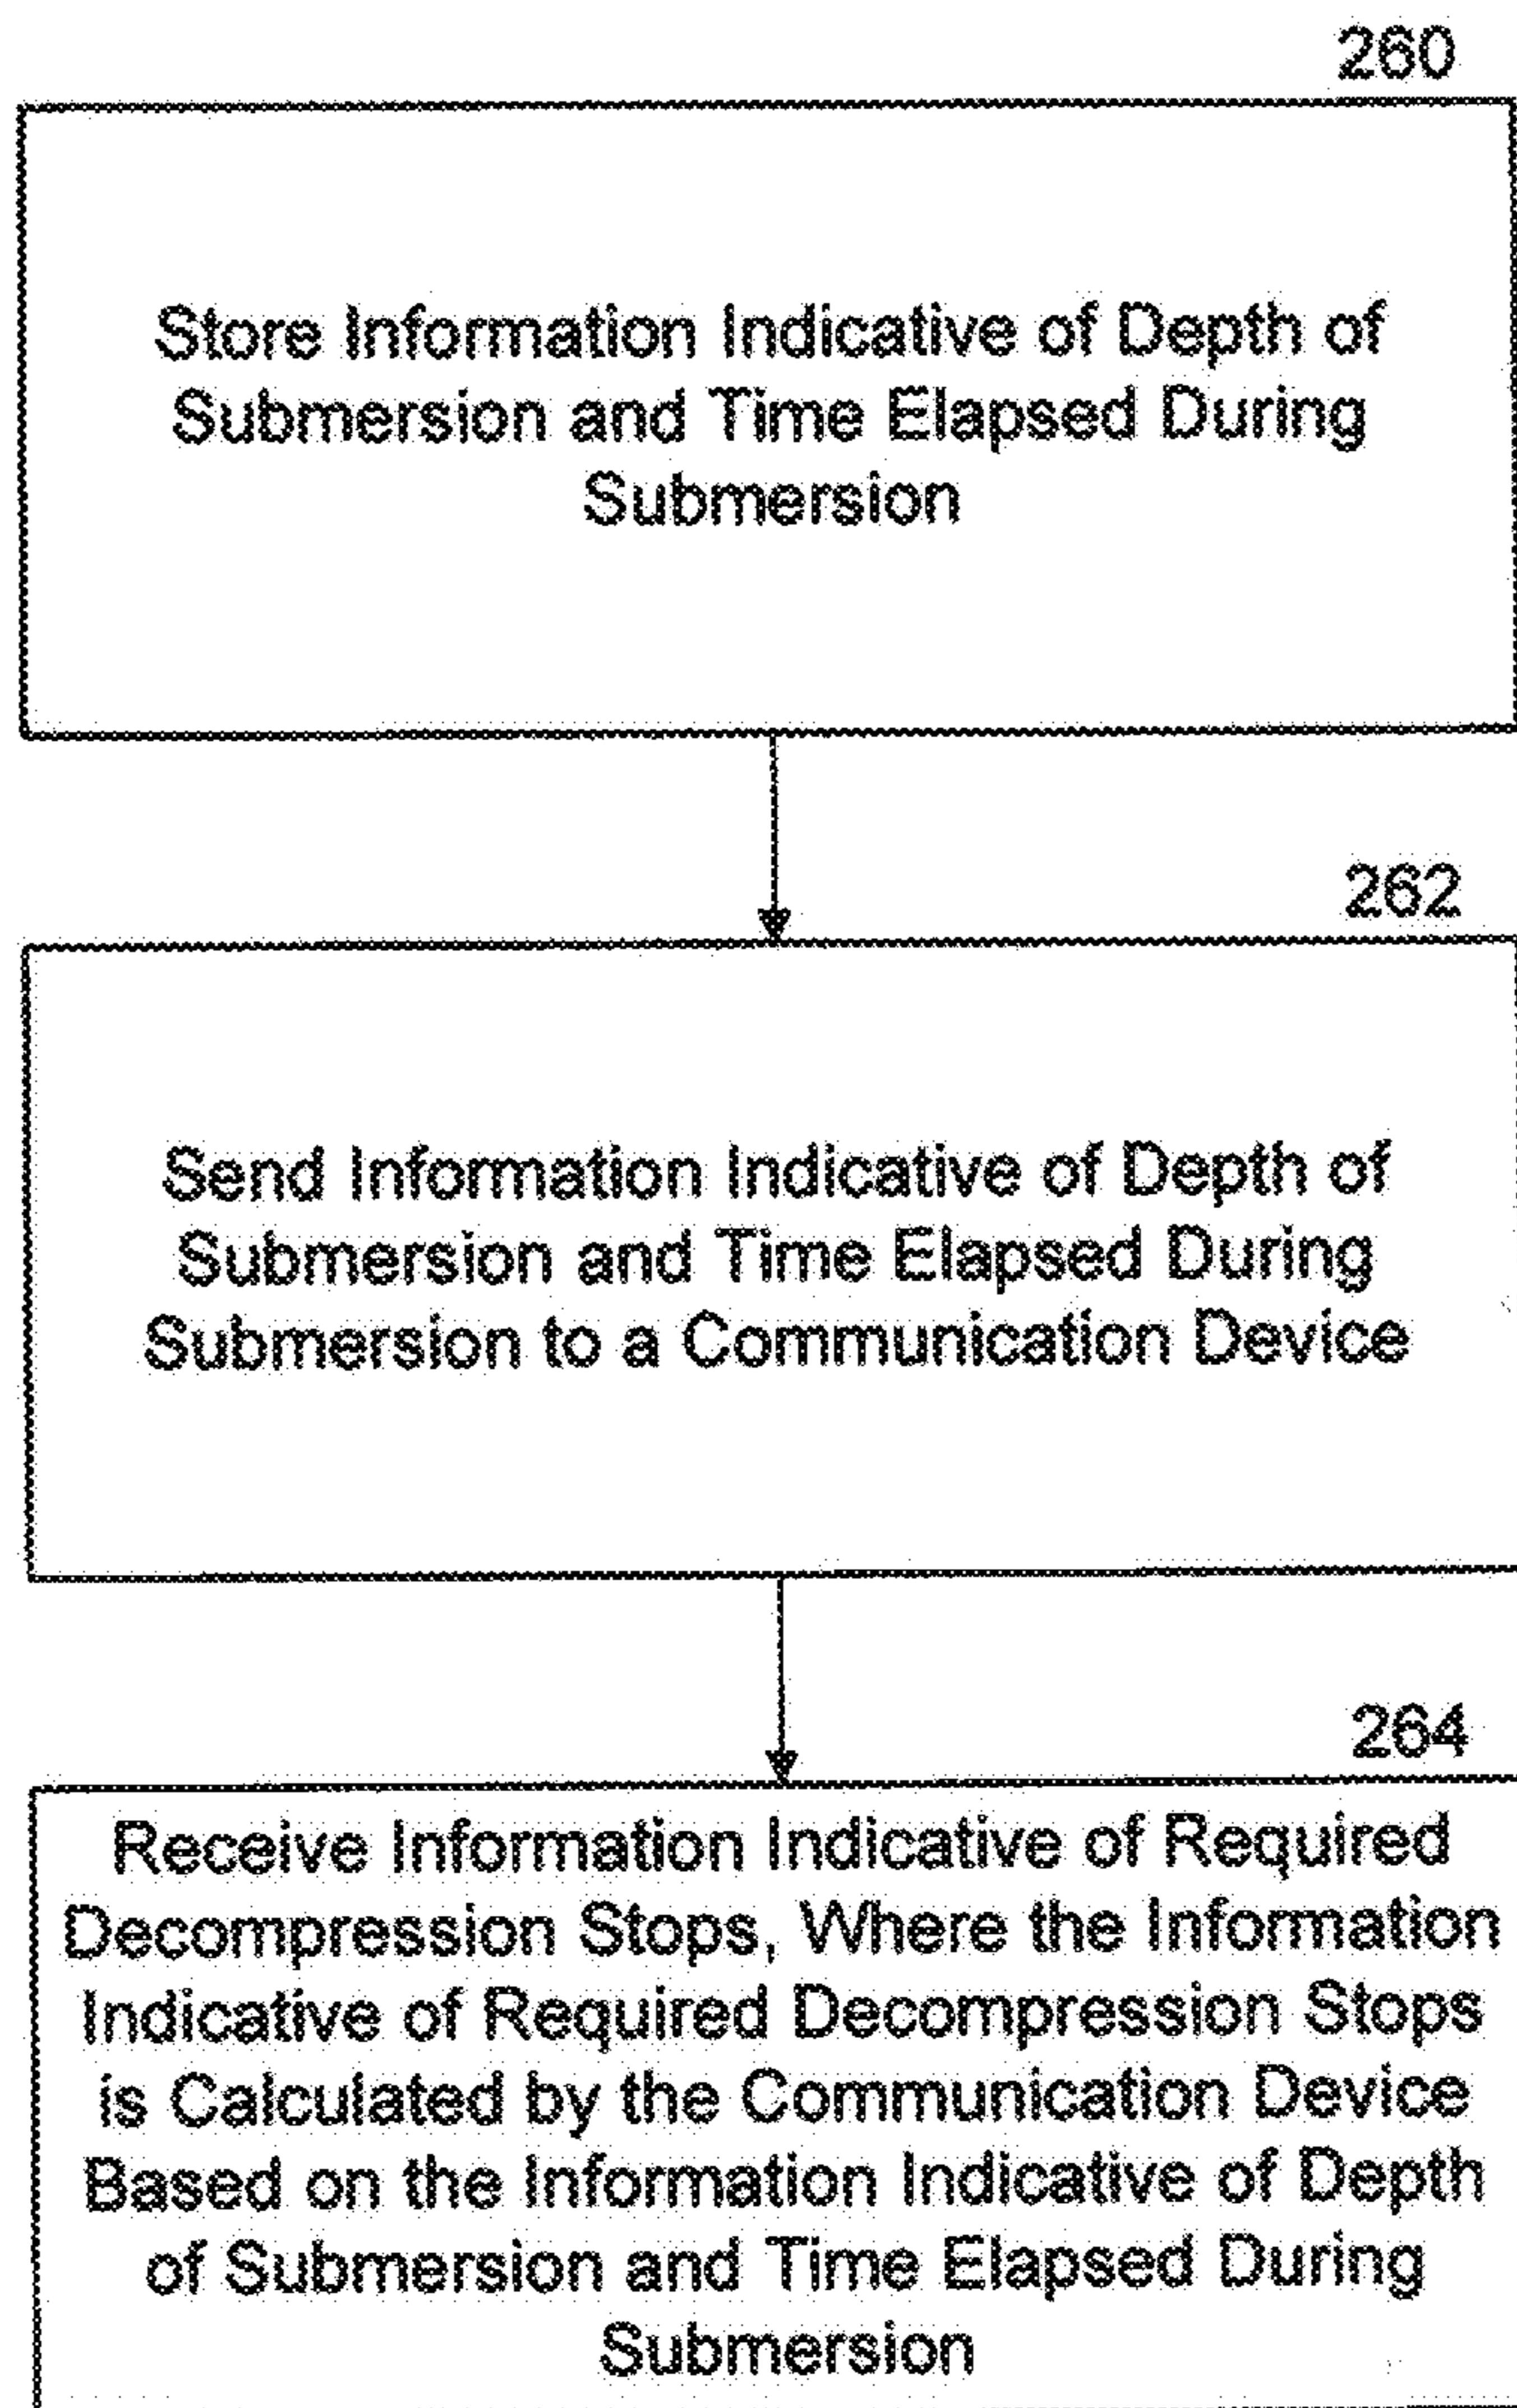 260
Store Information Indicative of Depth of
Submersion and Time Elapsed During
Submersion
262
Send Information Indicative of Depth of
Submersion and Time Elapsed During
Submersion to a Communication Device
264
Receive Information Indicative of Required
Decompression Stops, Where the Information
Indicative of Required Decompression Stops
is Calculated by the Communication Device
Based on the Information Indicative of Depth
of Submersion and Time Elapsed During
Submersion